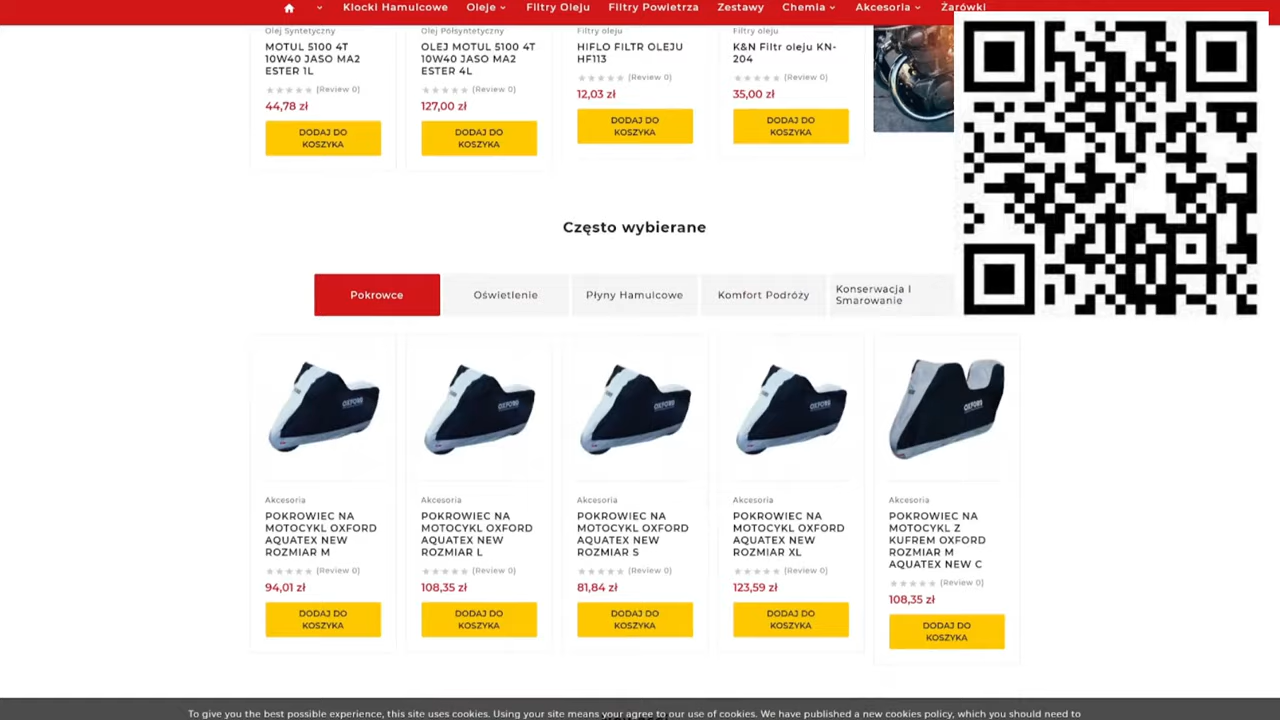 Klocki Hamulcowe Oleje Filtry Oleju Filtry Powietrza Zestawy Chemia Akcesoria Żarówki
Olej Syntetyczny
MOTUL 5100 4T
10W40 JASO MA2
ESTER 1L
(Review 0)
44,78 zł
DODAJ DO
KOSZYKA
Olej Półsyntetyczny
OLEJ MOTUL 5100 4T
10W40 JASO MA2
ESTER 4L
(Review 0)
127,00 zł
DODAJ DO
KOSZYKA
Filtry oleju
HIFLO FILTR OLEJU
HF113
(Review 0)
12,03 zł
DODAJ DO
KOSZYKA
Filtry oleju
K&N Filtr oleju KN-
204
(Review 0)
35,00 zł
DODAJ DO
KOSZYKA
Często wybierane
Pokrowce
Oświetlenie
Płyny Hamulcowe
Komfort Podróży
Konserwacja I
Smarowanie
OXFORD
OXFORD
OXFORD
OXFORD
OXFORD
Akcesoria
POKROWIEC NA
MOTOCYKL OXFORD
AQUATEX NEW
ROZMIAR M
(Review 0)
94,01 zł
DODAJ DO
KOSZYKA
Akcesoria
POKROWIEC NA
MOTOCYKL OXFORD
AQUATEX NEW
ROZMIAR L
(Review 0)
108,35 zł
DODAJ DO
KOSZYKA
Akcesoria
POKROWIEC NA
MOTOCYKL OXFORD
AQUATEX NEW
ROZMIAR S
(Review 0)
81,84 zł
DODAJ DO
KOSZYKA
Akcesoria
POKROWIEC NA
MOTOCYKL OXFORD
AQUATEX NEW
ROZMIAR XL
(Review 0)
123,59 zł
DODAJ DO
KOSZYKA
Akcesoria
POKROWIEC NA
MOTOCYKL Z
KUFREM OXFORD
ROZMIAR M
AQUATEX NEW C
(Review 0)
108,35 zł
DODAJ DO
KOSZYKA
To give you the best possible experience, this site uses cookies. Using your site means your agree to our use of cookies. We have published a new cookies policy, which you should need to